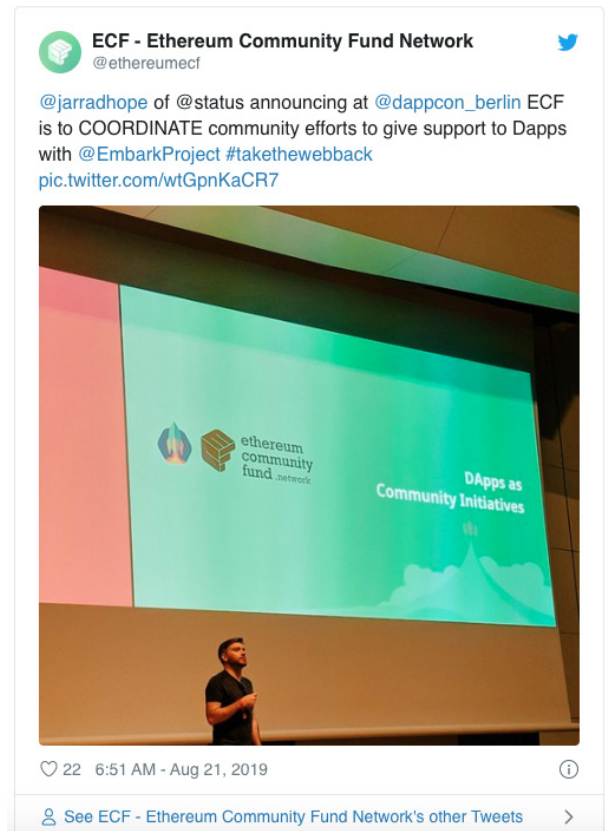 ECF - Ethereum Community Fund Network
@ethereumecf
@jarradhope of @status announcing at @dappcon_berlin ECF
is to COORDINATE community efforts to give support to Dapps
with @EmbarkProject #takethewebback
pic.twitter.com/wtGpnKaCR7
ethereum
community
fund .network
DApps as
Community Initiatives
22 6:51 AM - Aug 21, 2019
See ECF - Ethereum Community Fund Network's other Tweets